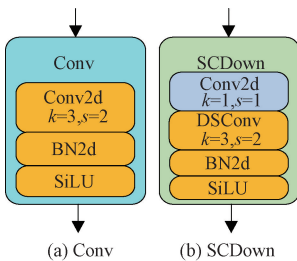 Conv
Conv2d
k=3,s=2
BN2d
SiLU
(a) Conv
SCDown
Conv2d
k=1,s=1
DSConv
k=3,s=2
BN2d
SiLU
(b) SCDown